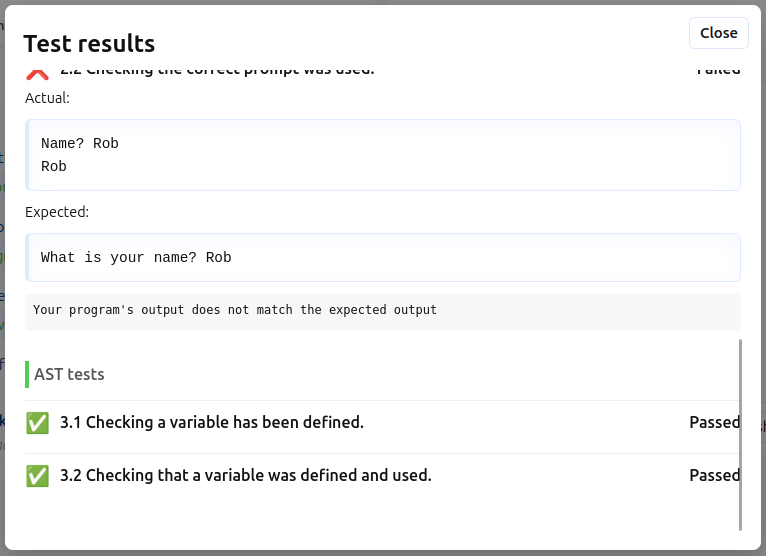 Test results
Close
2.2 Checking the correct prompt was used.
Failed
Actual:
Name? Rob
Rob
Expected:
What is your name? Rob
Your program's output does not match the expected output
AST tests
3.1 Checking a variable has been defined.
Passed
3.2 Checking that a variable was defined and used.
Passed